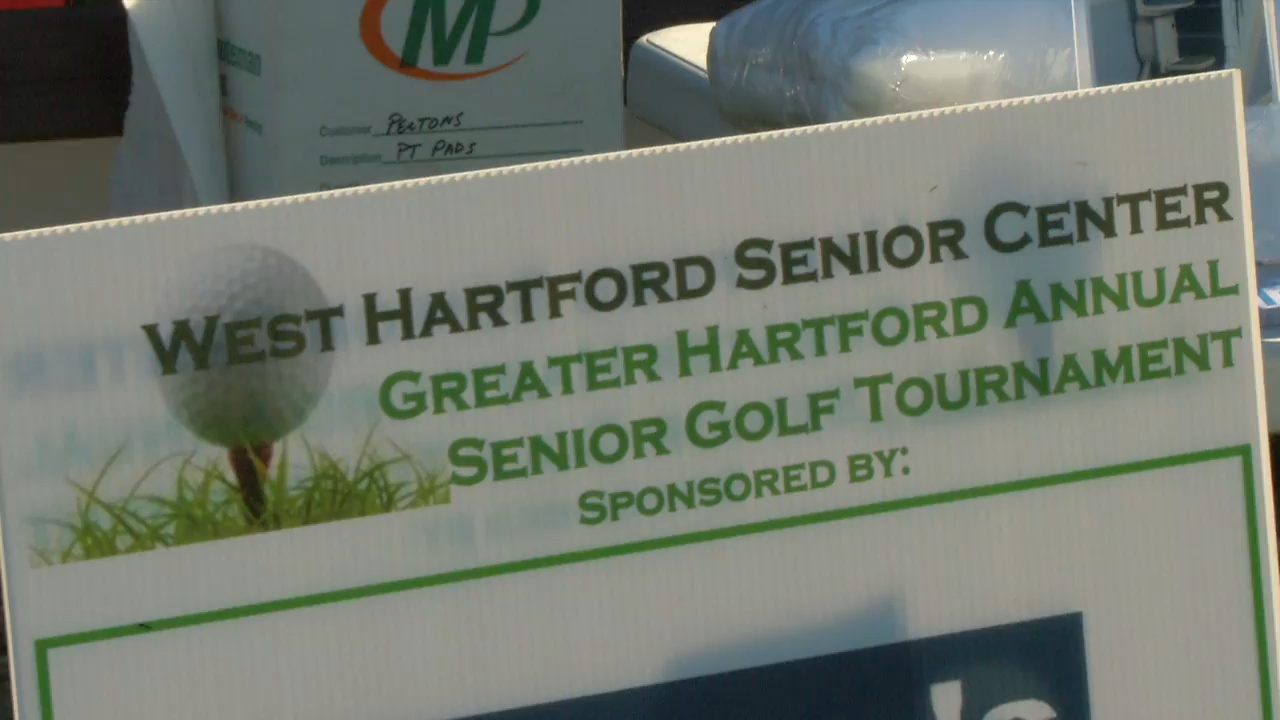 MP
Customer PELTONS
Description PT PADS
WEST HARTFORD SENIOR CENTER
GREATER HARTFORD ANNUAL
SENIOR GOLF TOURNAMENT
SPONSORED BY:
's